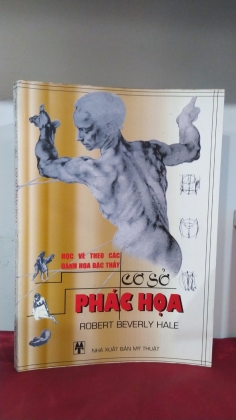 HỌC VẼ THEO CÁC
DANH HỌA BẬC THẦY
CƠ SỞ
PHÁC HỌA
ROBERT BEVERLY HALE
NHÀ XUẤT BẢN MỸ THUẬT